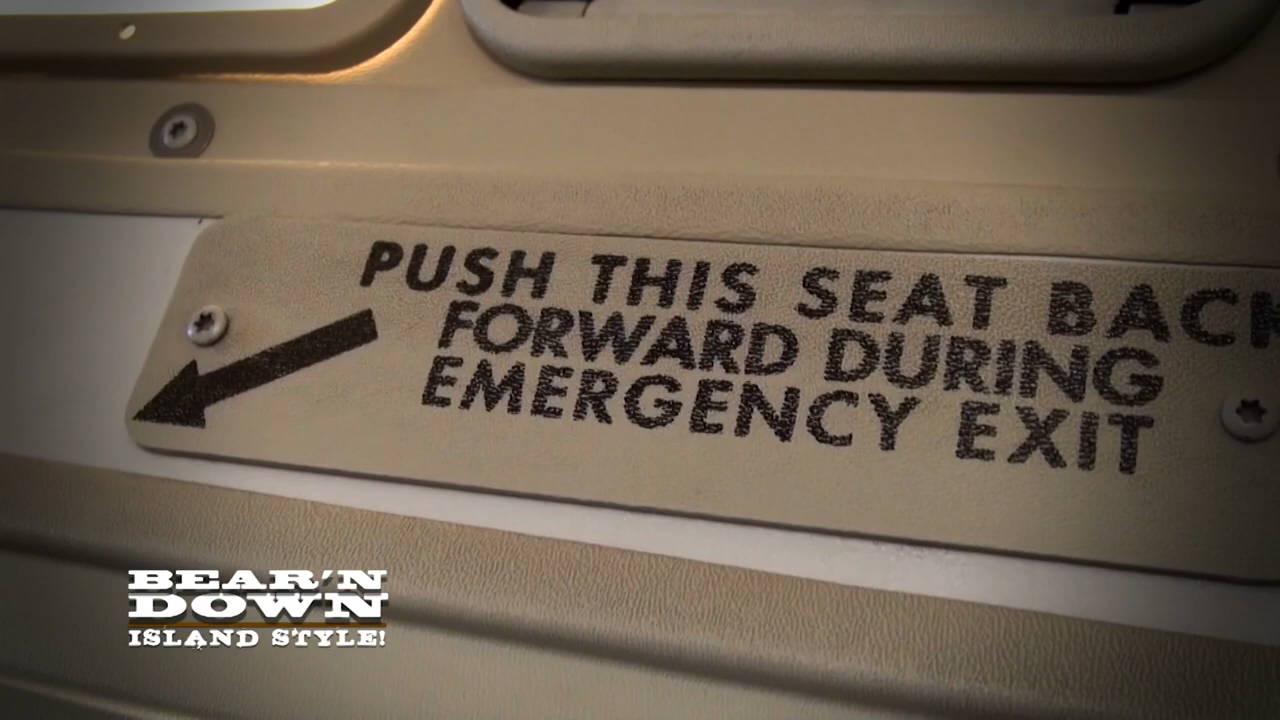 PUSH THIS SEAT BACK
FORWARD DURING
EMERGENCY EXIT
BEAR'N
DOWN
ISLAND STYLE!